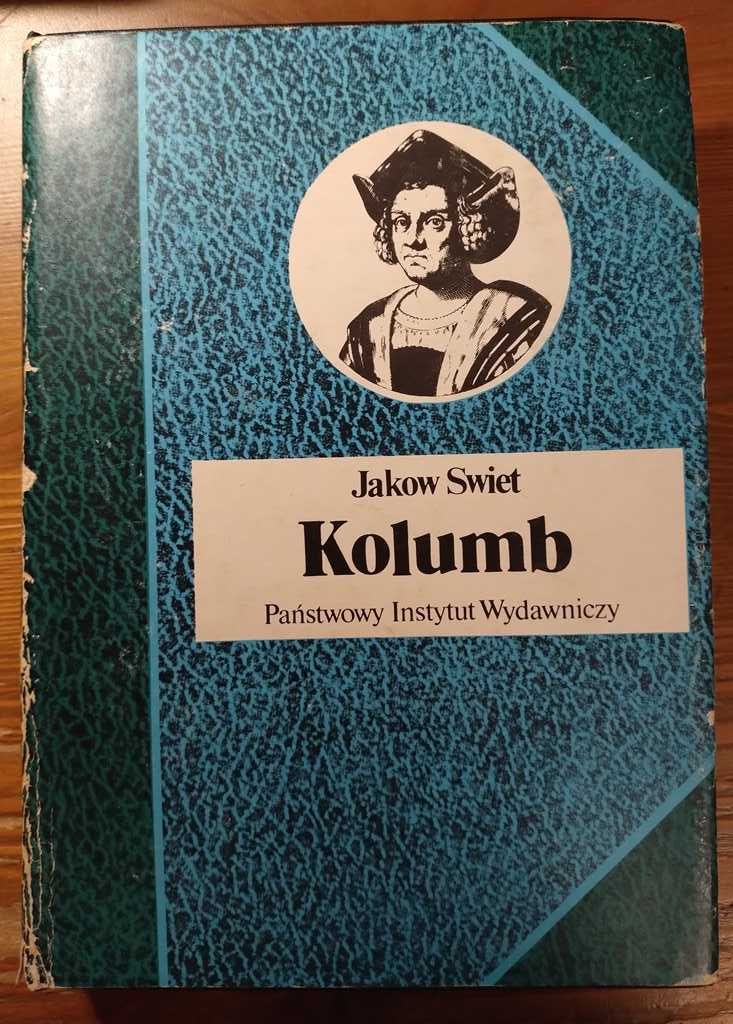 Jakow Swiet
Kolumb
Państwowy Instytut Wydawniczy